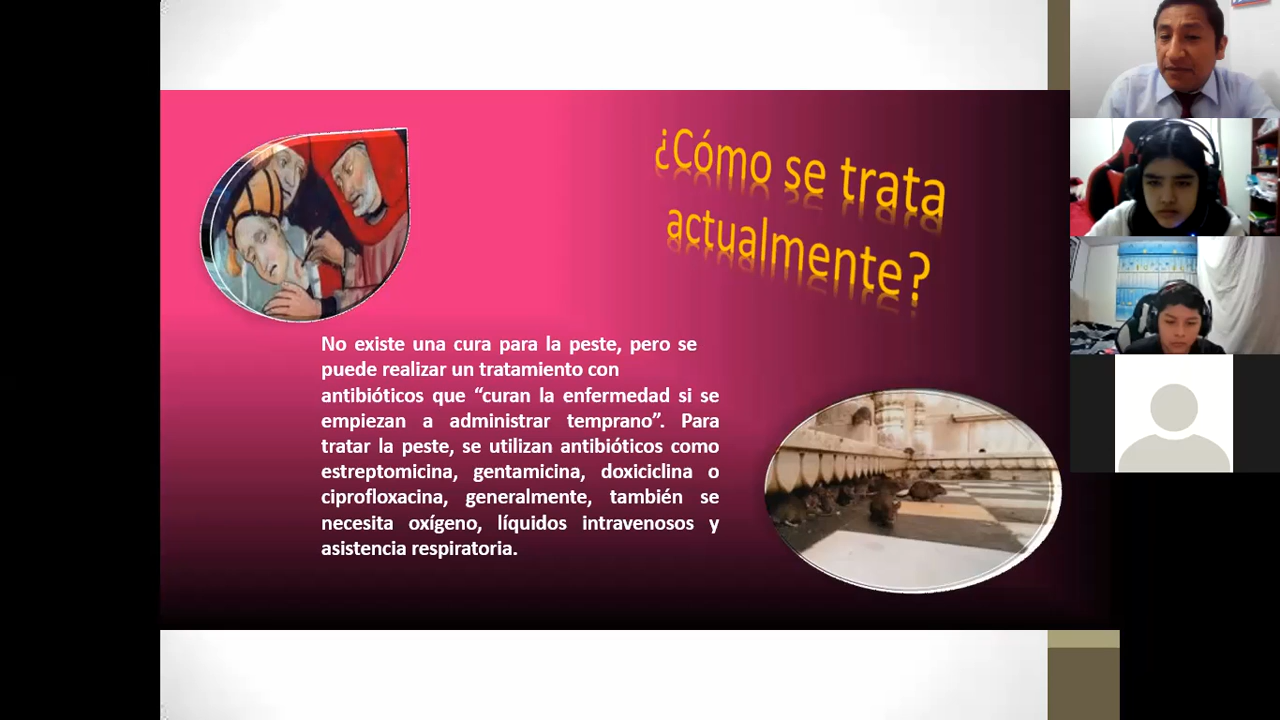 ¿Cómo se trata
actualmente?
No existe una cura para la peste, pero se
puede realizar un tratamiento con
antibióticos que “curan la enfermedad si se
empiezan a administrar temprano”. Para
tratar la peste, se utilizan antibióticos como
estreptomicina, gentamicina, doxiciclina o
ciprofloxacina, generalmente, también se
necesita oxígeno, líquidos intravenosos y
asistencia respiratoria.